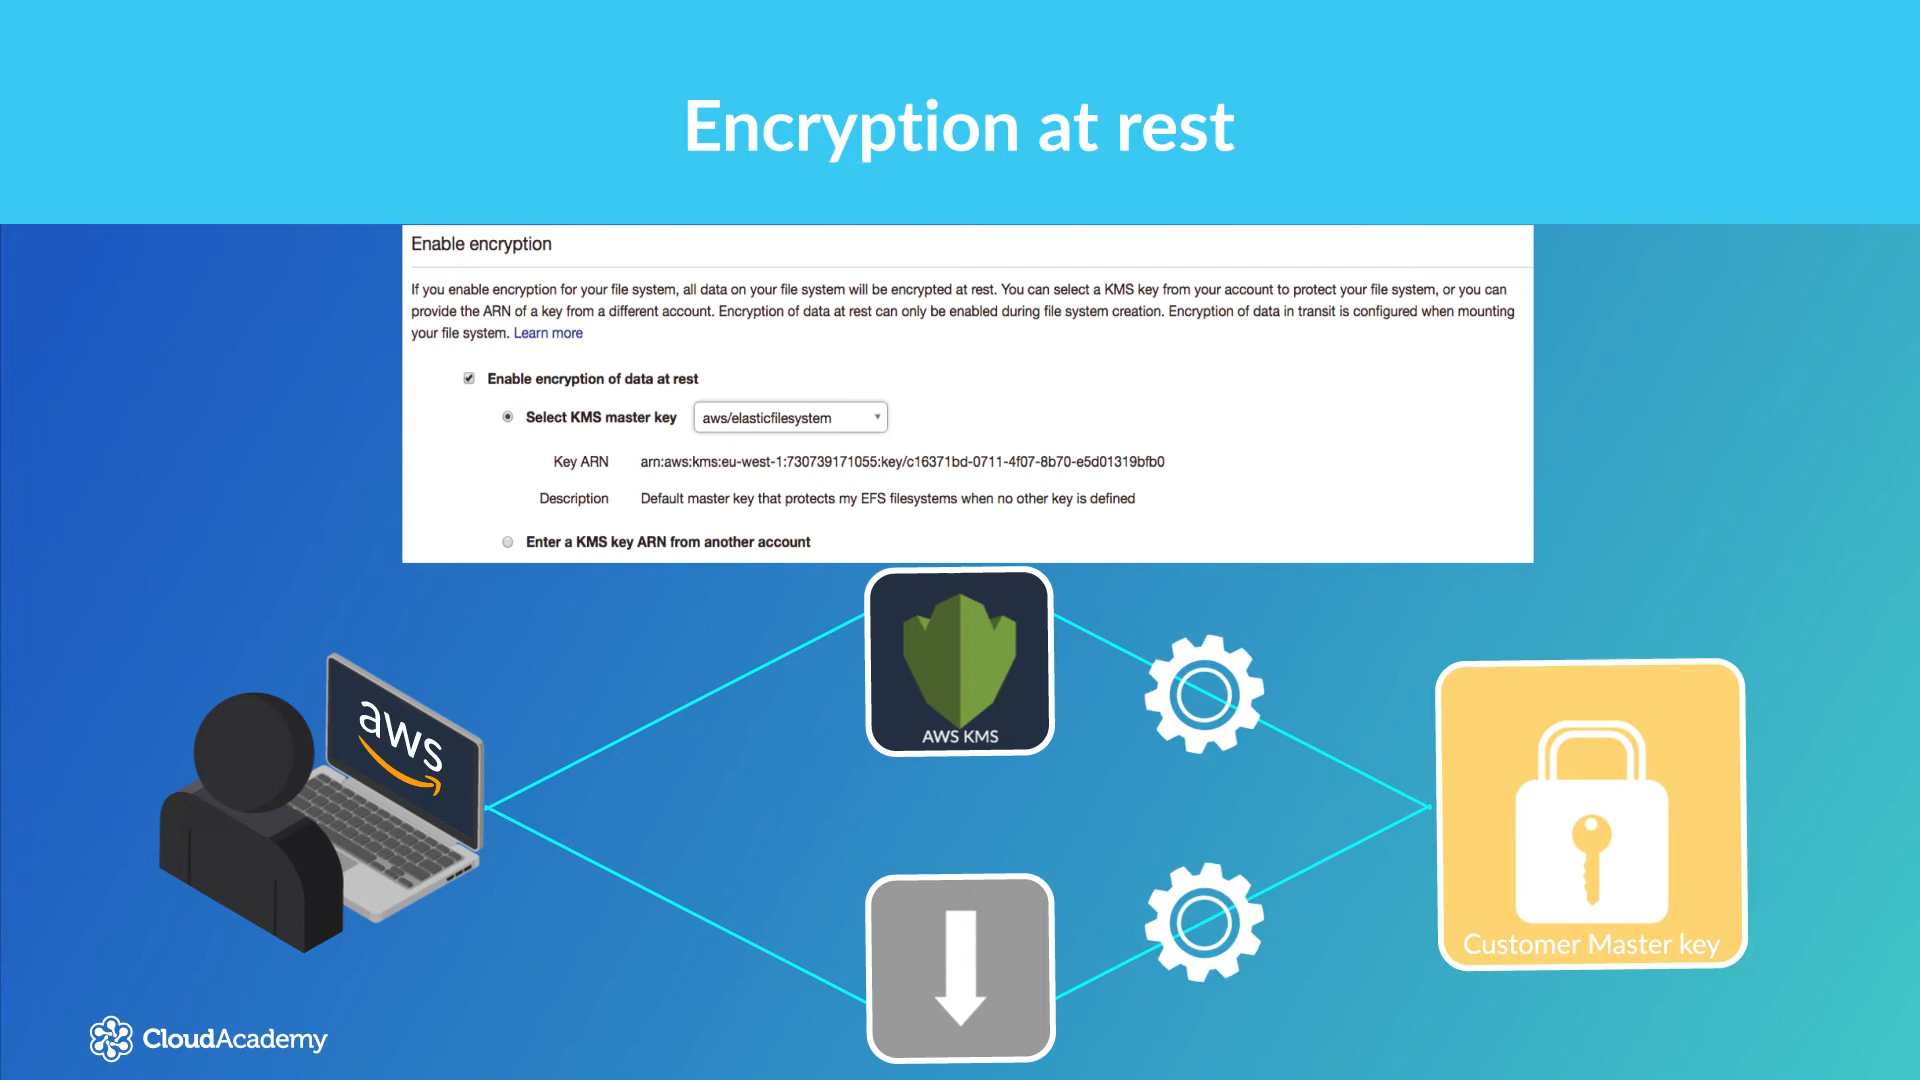 Encryption at rest
Enable encryption
If you enable encryption for your file system, all data on your file system will be encrypted at rest. You can select a KMS key from your account to protect your file system, or you can
provide the ARN of a key from a different account. Encryption of data at rest can only be enabled during file system creation. Encryption of data in transit is configured when mounting
your file system. Learn more
Enable encryption of data at rest
Select KMS master key aws/elasticfilesystem
Key ARN arn:aws:kms:eu-west-1:730739171055:key/c16371bd-0711-4f07-8b70-e5d01319bfb0
Description Default master key that protects my EFS filesystems when no other key is defined
Enter a KMS key ARN from another account
AWS KMS
aws
Customer Master key
CloudAcademy